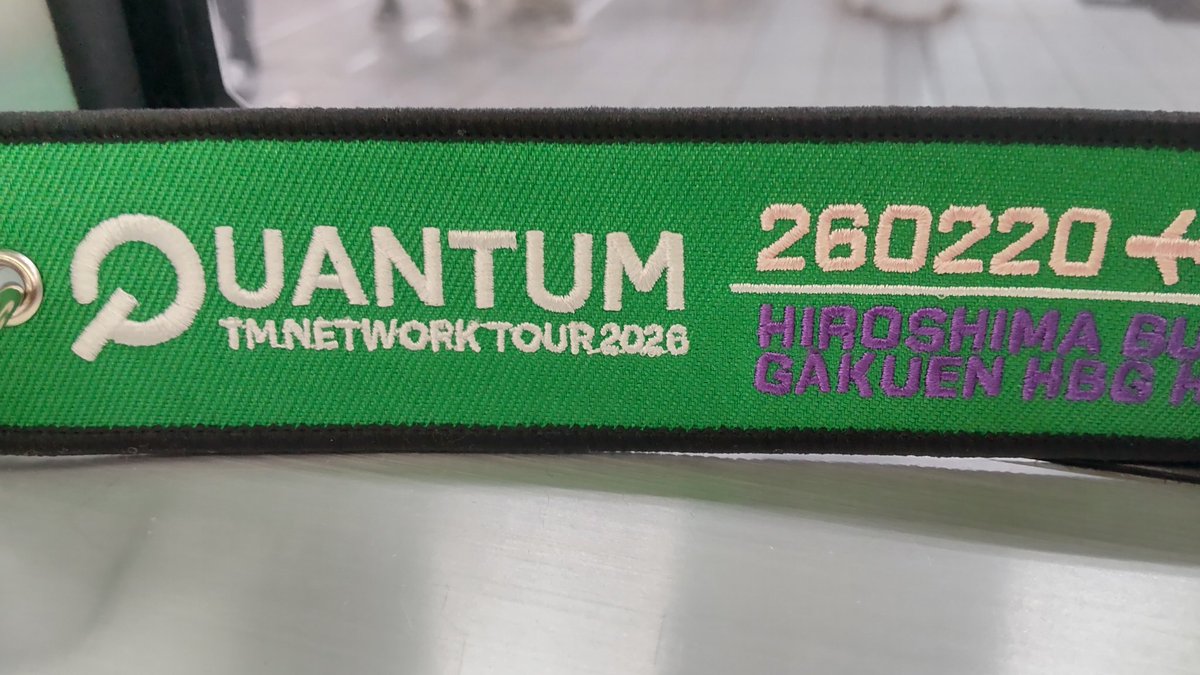 QUANTUM
TM NETWORK TOUR 2026
260220
HIROSHIMA
GAKUEN HBG